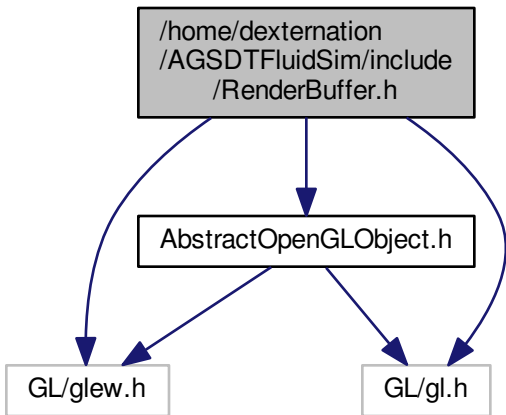 /home/dexternation
/AGSDTFluidSim/include
/RenderBuffer.h
AbstractOpenGLObject.h
GL/glew.h
GL/gl.h